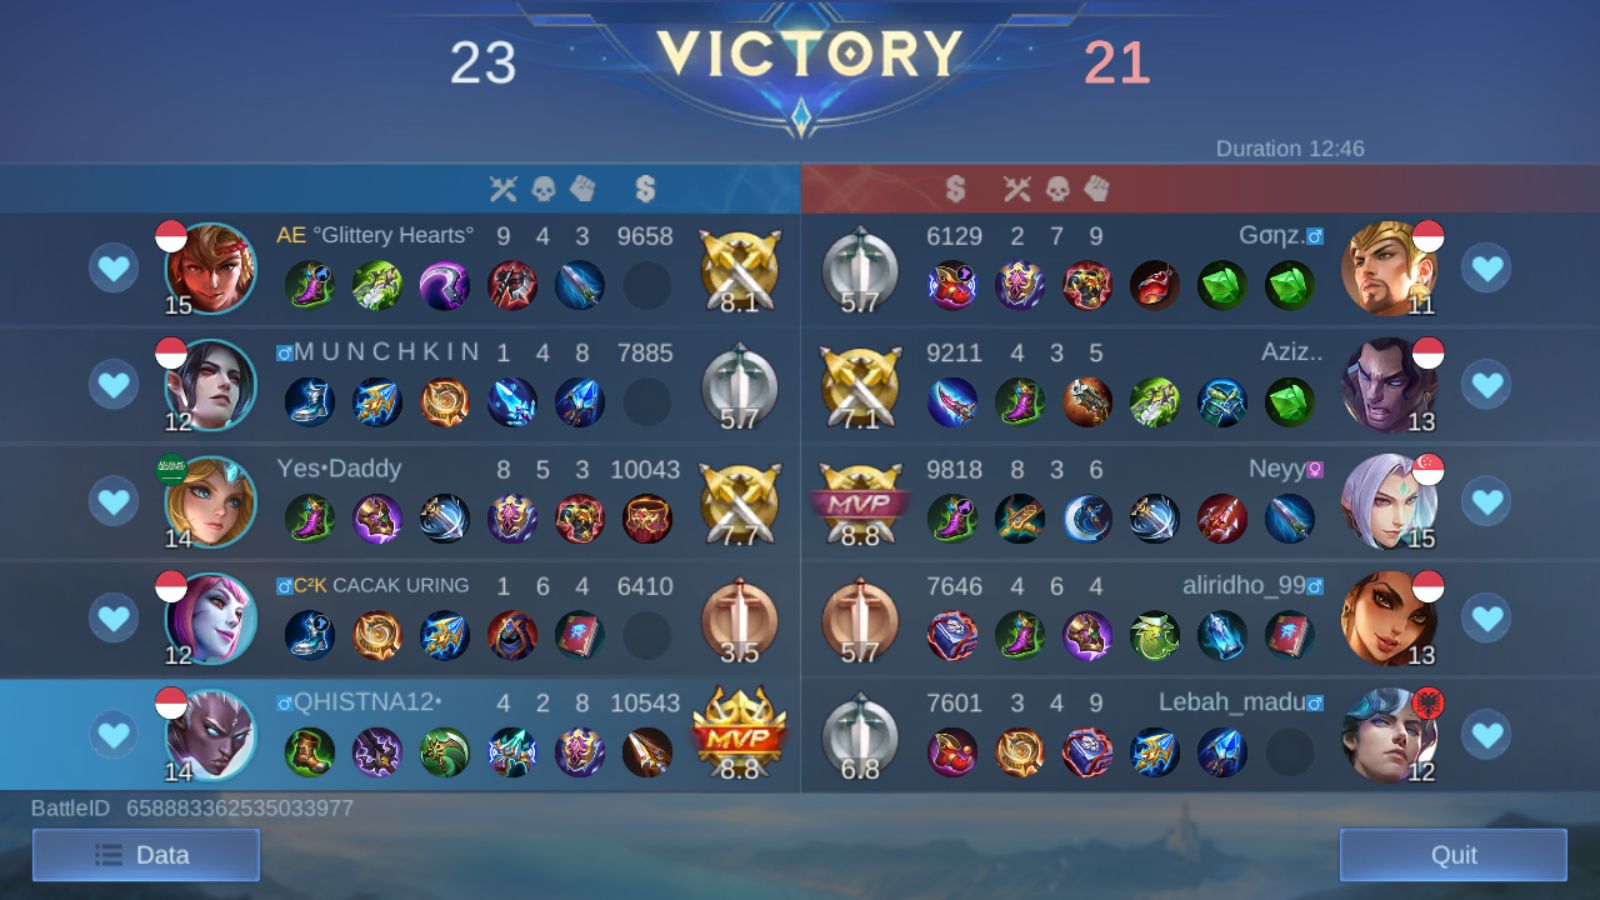 23 VICTORY 21
Duration 12:46
AE °Glittery Hearts° 9 4 3 9658
15 8.1
5.7 6129 2 7 9 Gσηz.♂
11
♂M U N C H K I N 1 4 8 7885
12 5.7
7.1 9211 4 3 5 Aziz..
13
Yes•Daddy 8 5 3 10043
14 7.7
MVP 8.8 9818 8 3 6 Neyy♀
15
♂C²K CACAK URING 1 6 4 6410
12 3.5
5.7 7646 4 6 4 aliridho_99♂
13
♂QHISTNA12• 4 2 8 10543
14 MVP 8.8
6.8 7601 3 4 9 Lebah_madu♂
12
BattleID 658883362535033977
Data
Quit